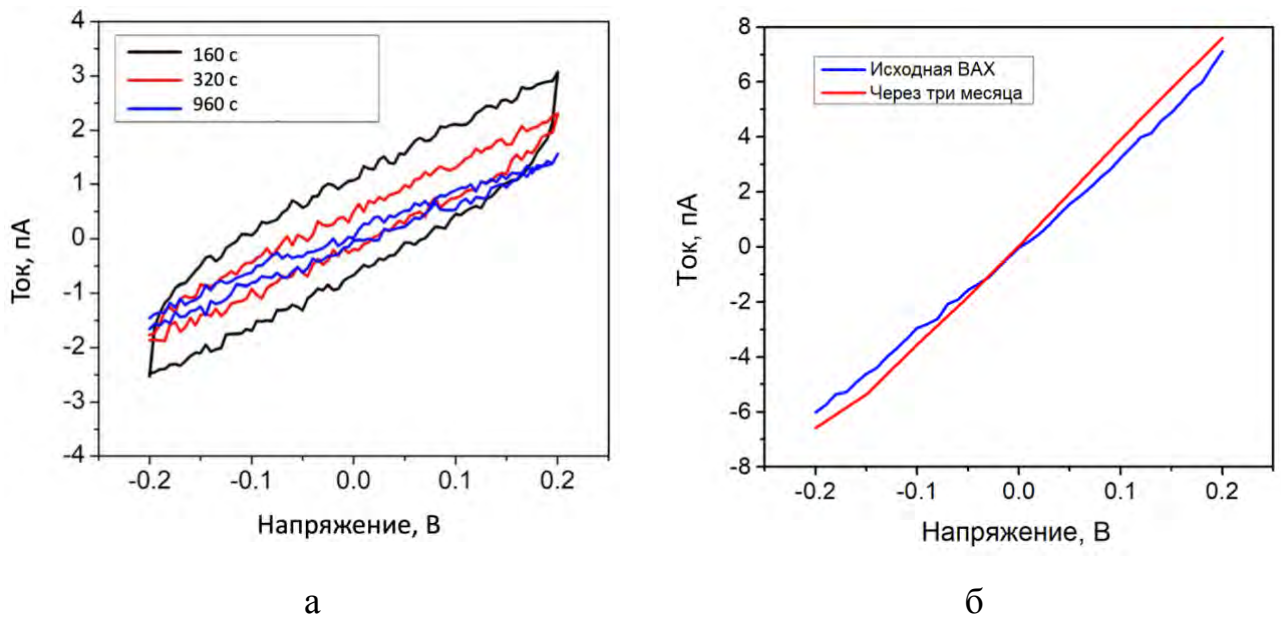 4
3
2
1
0
-1
-2
-3
-4
Ток, пА
160 с
320 с
960 с
-0.2
-0.1
0.0
0.1
0.2
Напряжение, В
а
8
6
4
2
0
-2
-4
-6
-8
Ток, пА
Исходная ВАХ
Через три месяца
-0.2
-0.1
0.0
0.1
0.2
Напряжение, В
б